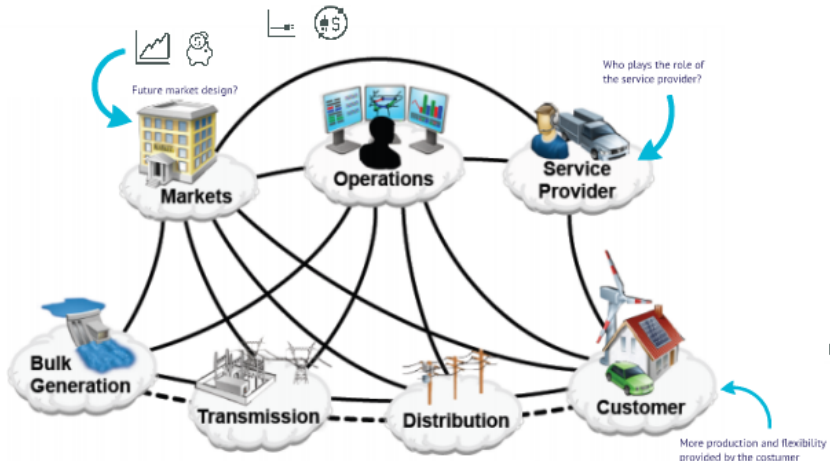 Future market design?
Who plays the role of
the service provider?
Markets
Operations
Service
Provider
Bulk
Generation
Transmission
Distribution
Customer
More production and flexibility
provided by the costumer